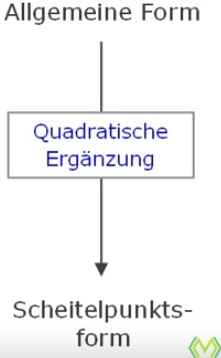 Allgemeine Form
Quadratische
Ergänzung
Scheitelpunkts-
form